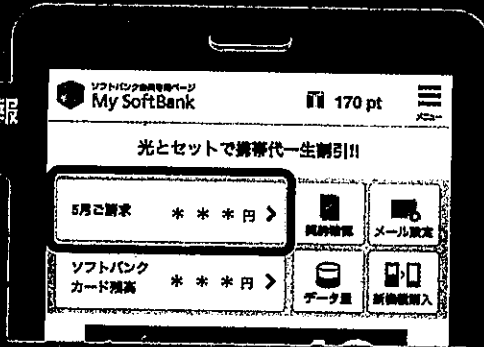 報
ソフトバンク会員専用ページ
My SoftBank
170 pt
メニュー
光とセットで携帯代一生割引!!
5月ご請求
＊＊＊円
契約確認
メール設定
ソフトバンク
カード残高
＊＊＊円
データ量
新機種購入